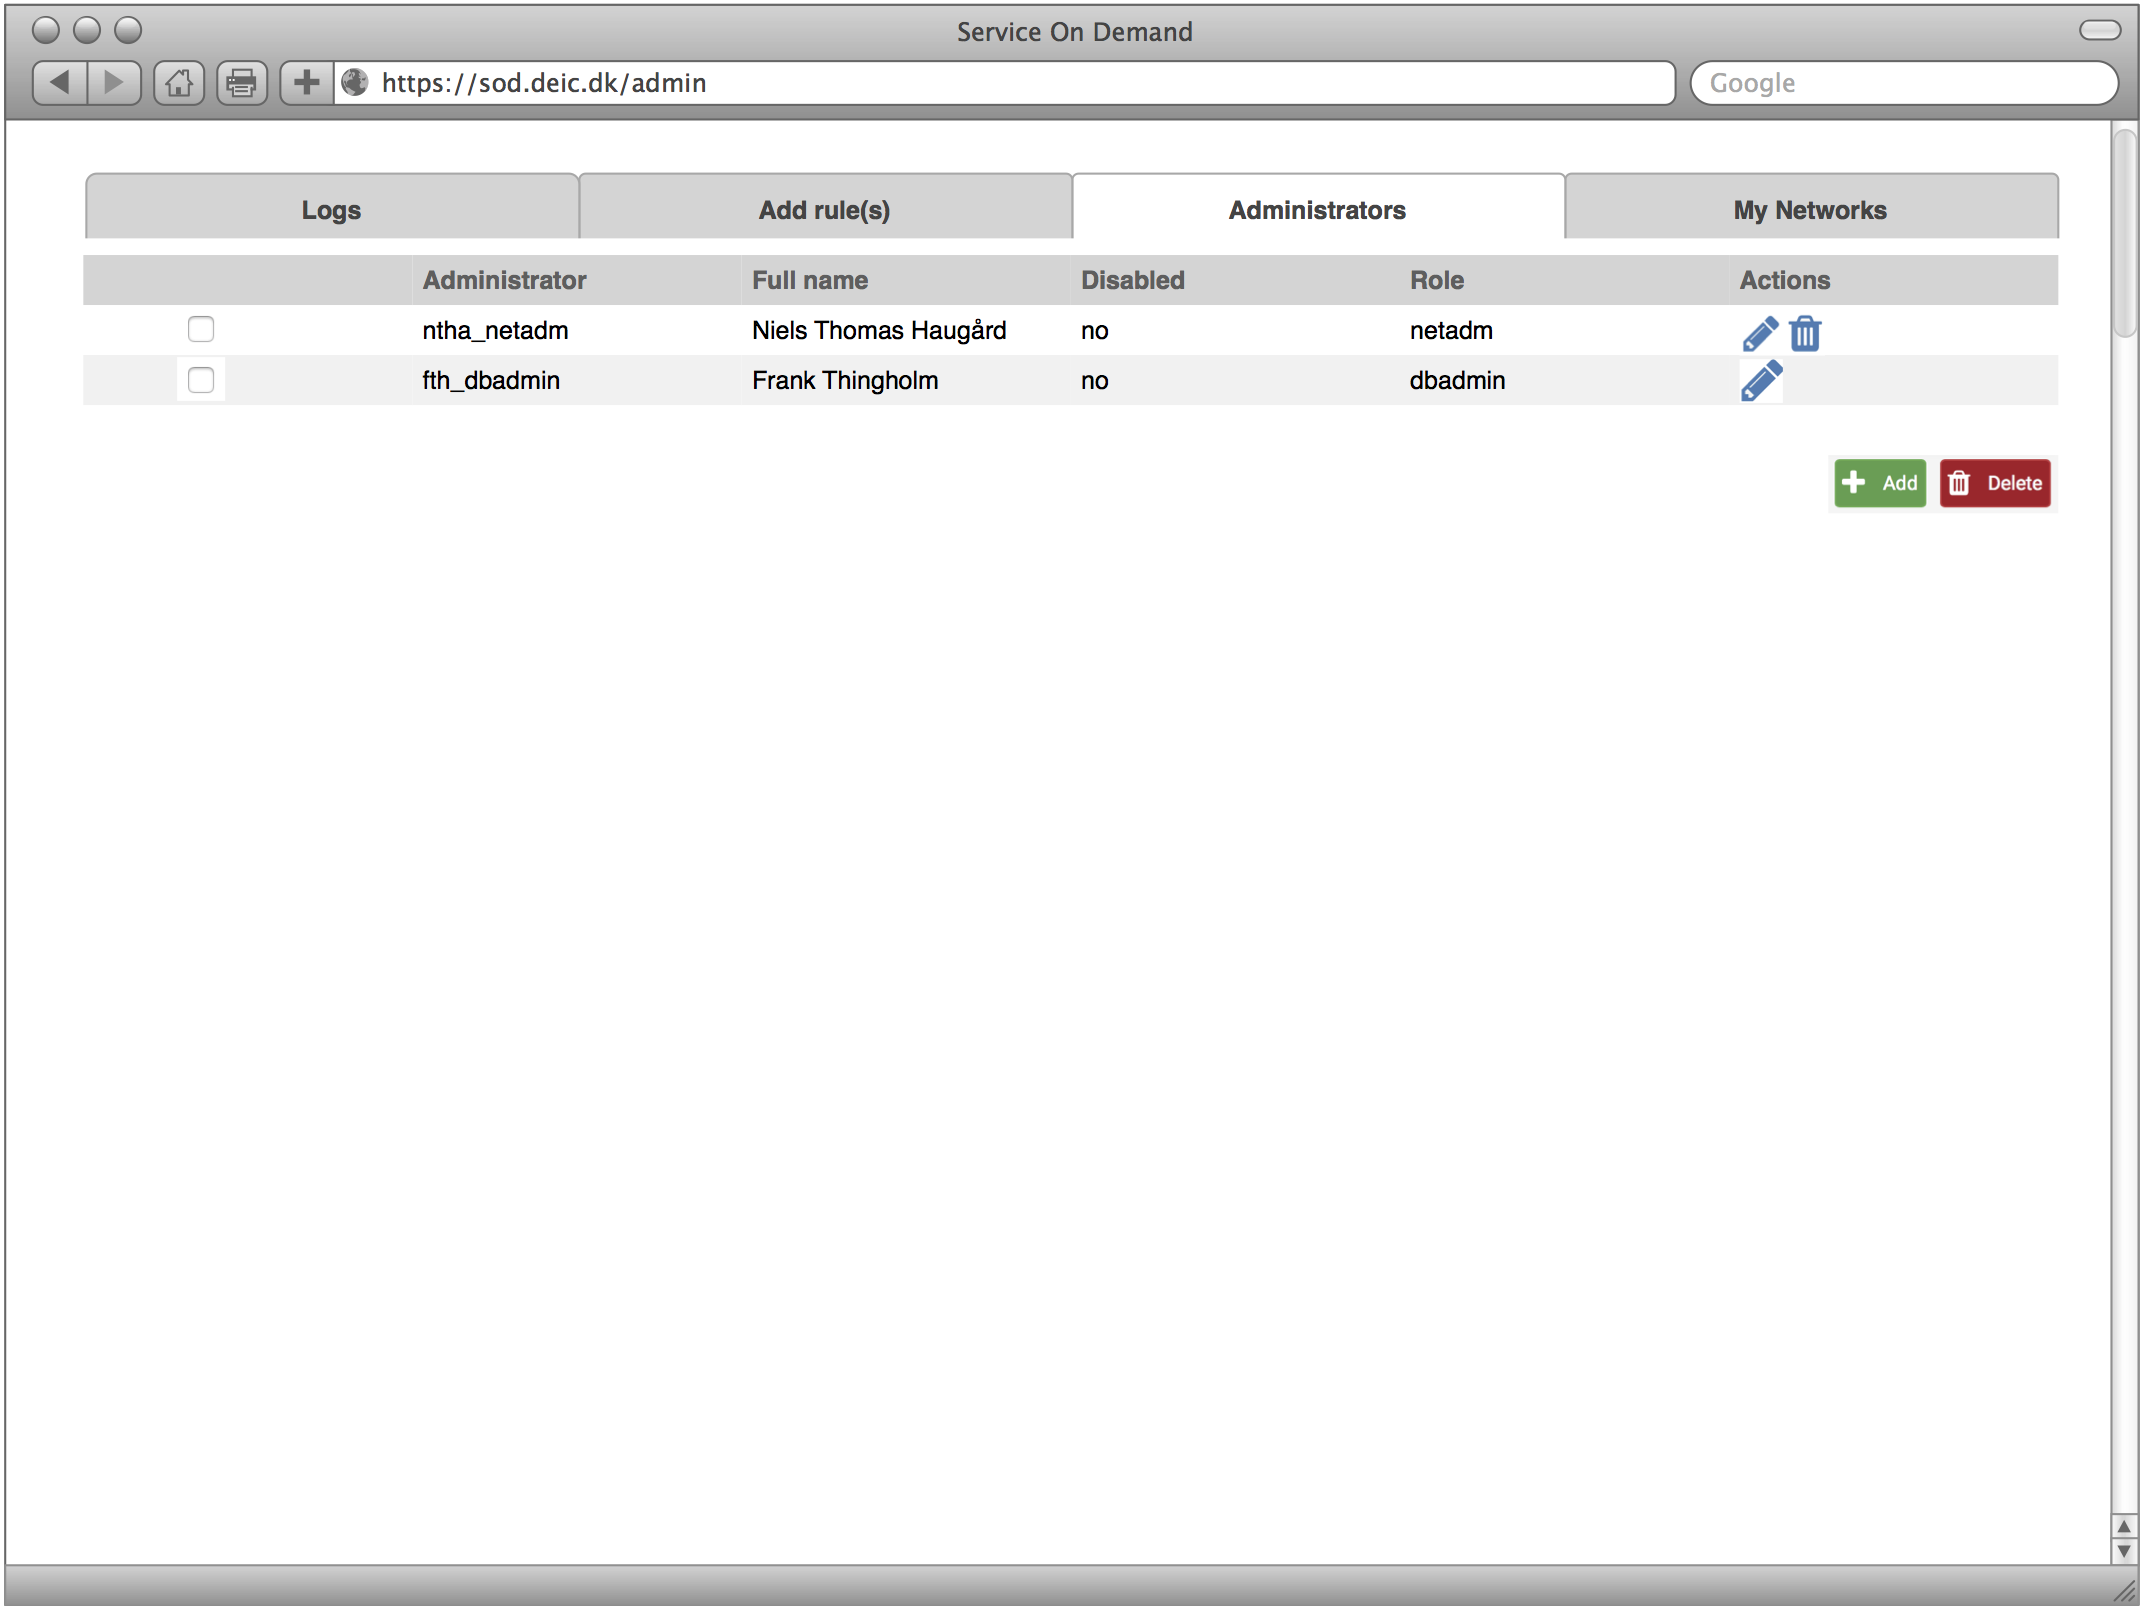 Service On Demand
https://sod.deic.dk/admin Google
Logs Add rule(s) Administrators My Networks
Administrator Full name Disabled Role Actions
ntha_netadm Niels Thomas Haugård no netadm
fth_dbadmin Frank Thingholm no dbadmin
Add Delete